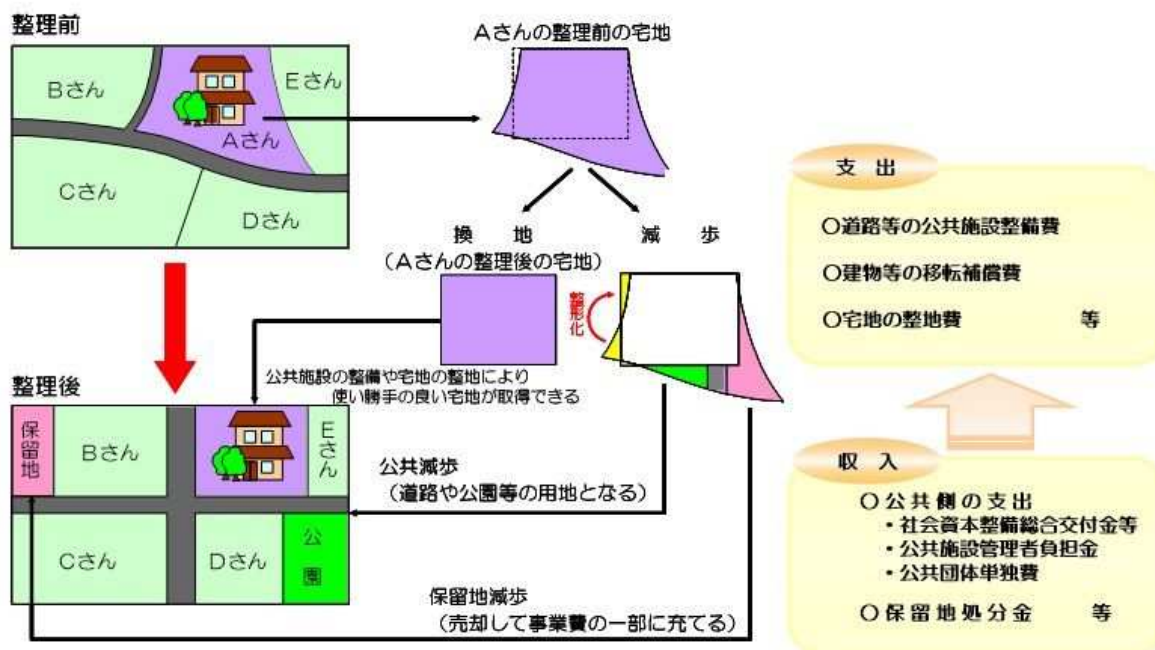 整理前
Bさん
Eさん
Aさん
Cさん
Dさん
Aさんの整理前の宅地
換 地
(Aさんの整理後の宅地)
減 歩
整形化
公共施設の整備や宅地の整地により
使い勝手の良い宅地が取得できる
整理後
保留地
Bさん
Eさん
Cさん
Dさん
公園
公共減歩
(道路や公園等の用地となる)
保留地減歩
(売却して事業費の一部に充てる)
支 出
〇道路等の公共施設整備費
〇建物等の移転補償費
〇宅地の整地費 等
収 入
〇公共側の支出
・社会資本整備総合交付金等
・公共施設管理者負担金
・公共団体単独費
〇保留地処分金 等